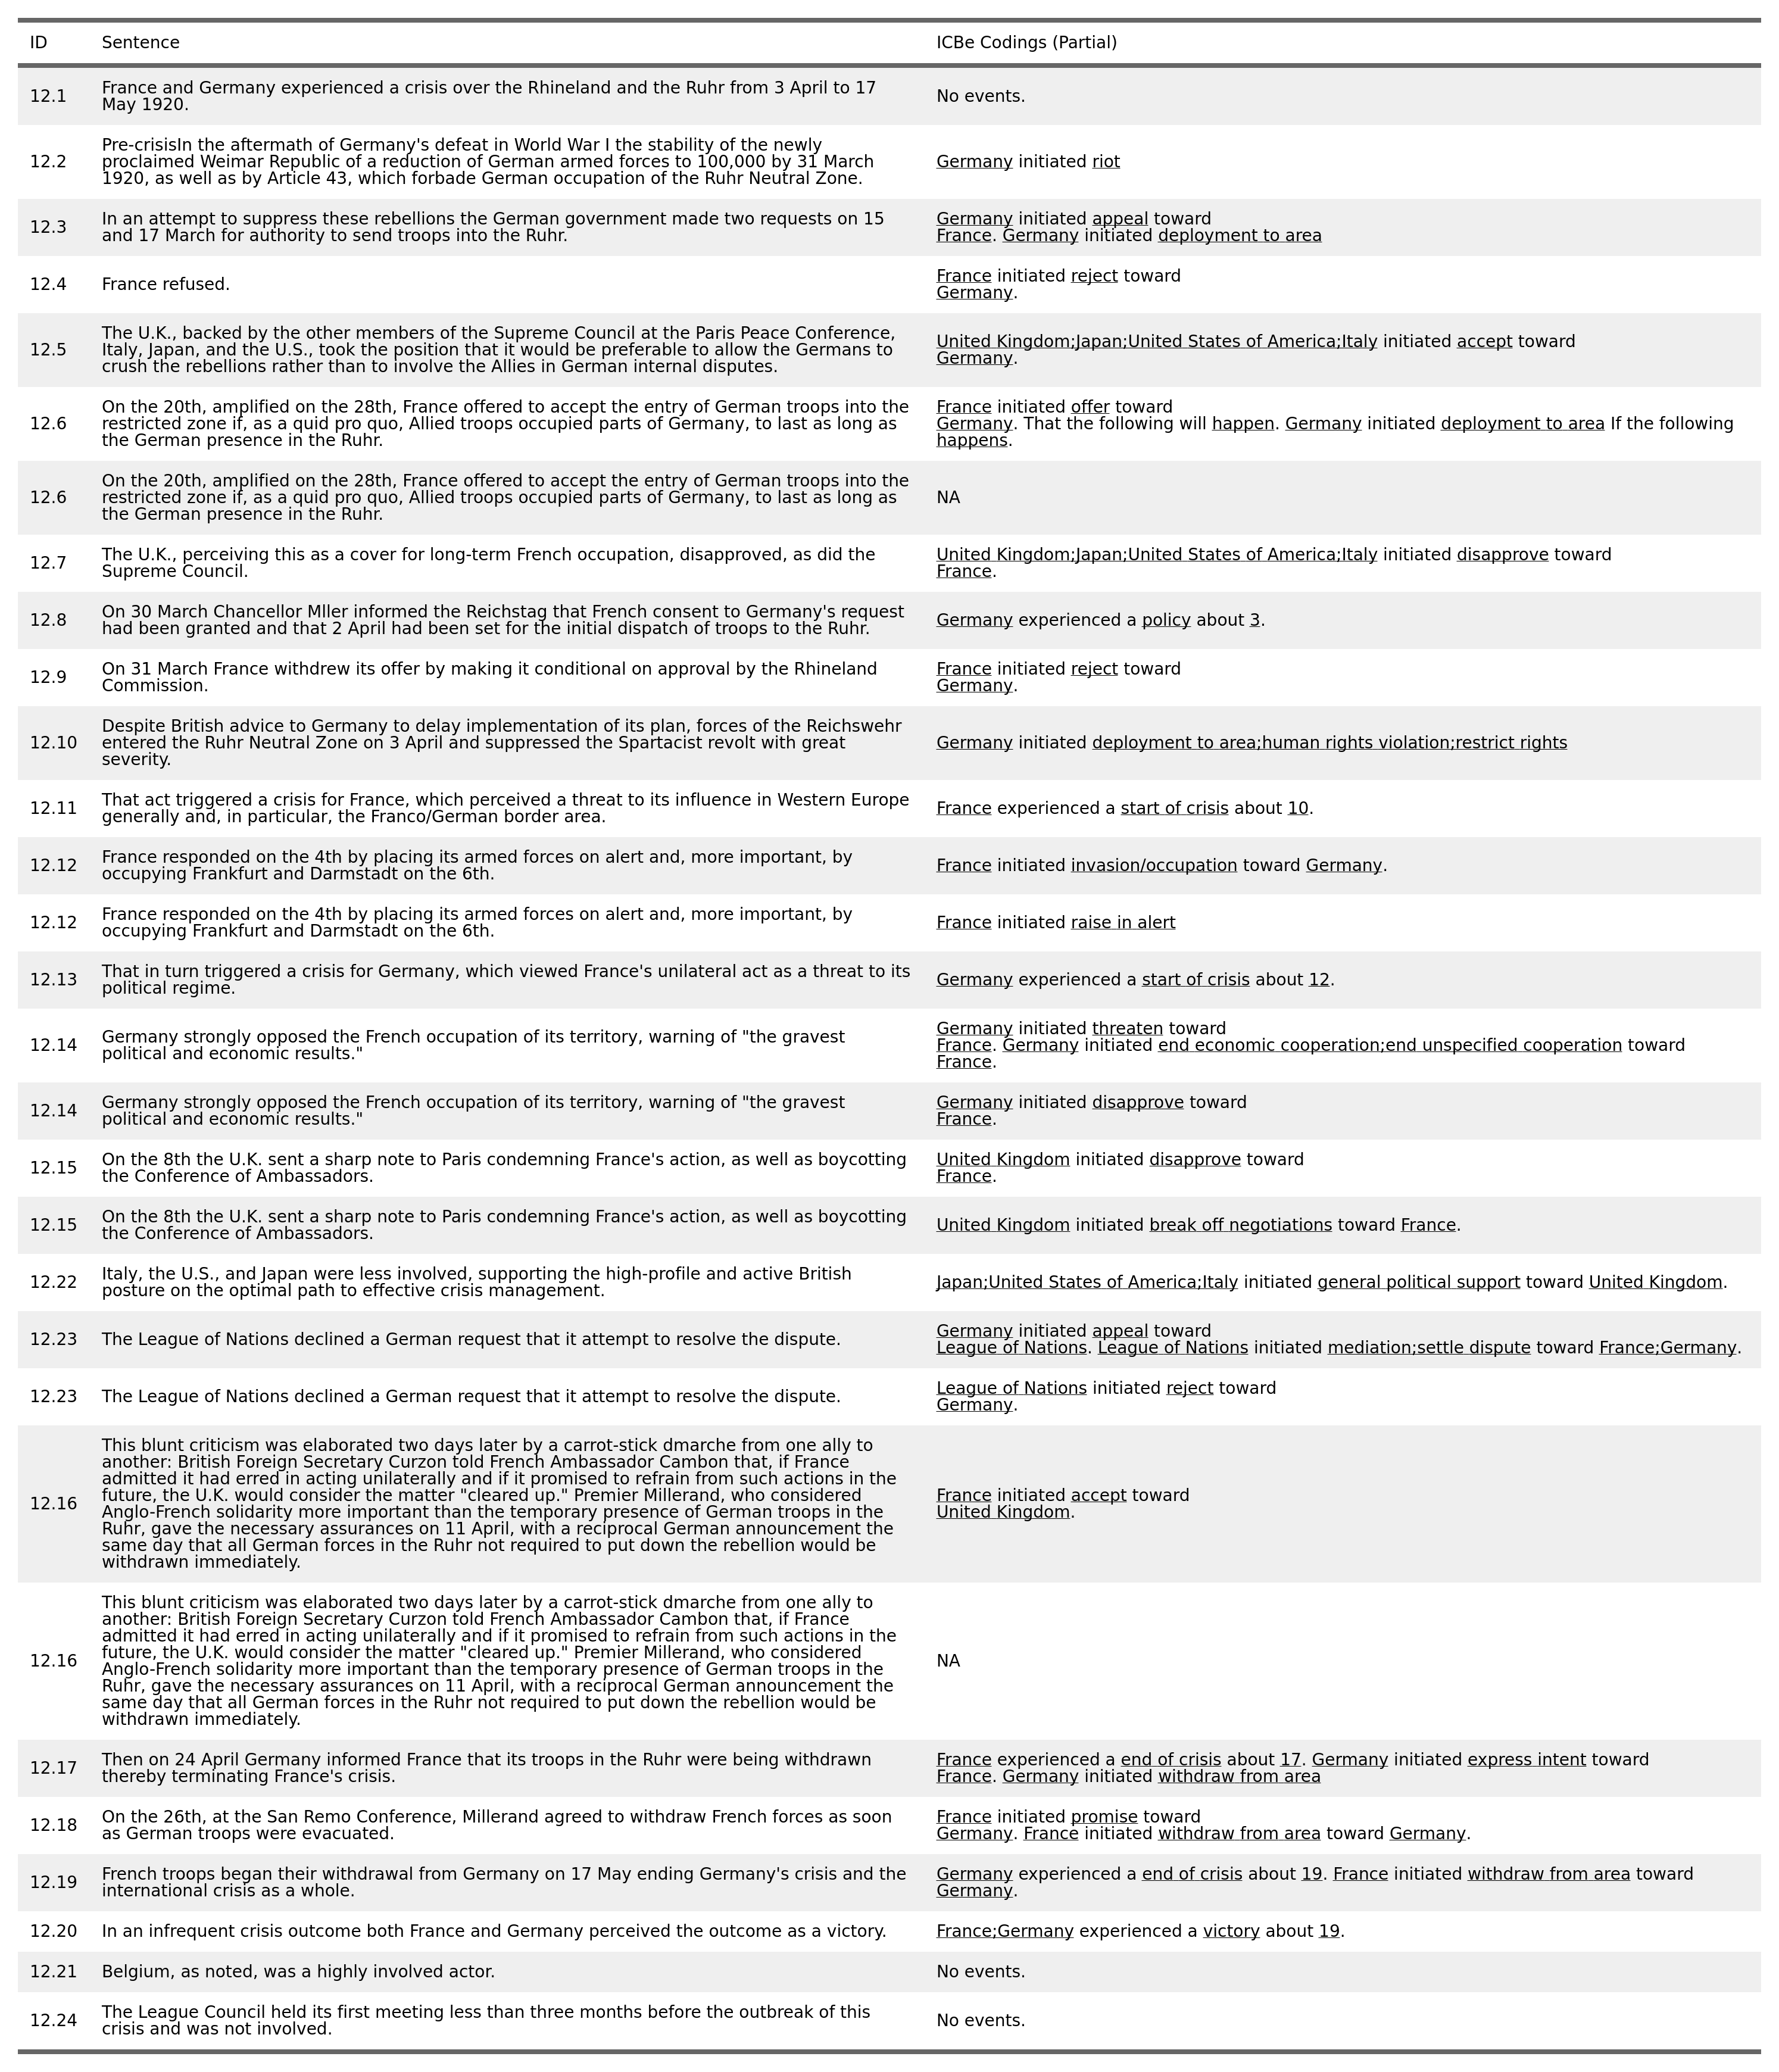 ID Sentence ICBe Codings (Partial)
12.1 France and Germany experienced a crisis over the Rhineland and the Ruhr from 3 April to 17
May 1920.
No events.
12.2 Pre-crisisIn the aftermath of Germany's defeat in World War I the stability of the newly
proclaimed Weimar Republic of a reduction of German armed forces to 100,000 by 31 March
1920, as well as by Article 43, which forbade German occupation of the Ruhr Neutral Zone.
Germany initiated riot
12.3 In an attempt to suppress these rebellions the German government made two requests on 15
and 17 March for authority to send troops into the Ruhr.
Germany initiated appeal toward
France. Germany initiated deployment to area
12.4 France refused.
France initiated reject toward
Germany.
12.5 The U.K., backed by the other members of the Supreme Council at the Paris Peace Conference,
Italy, Japan, and the U.S., took the position that it would be preferable to allow the Germans to
crush the rebellions rather than to involve the Allies in German internal disputes.
United Kingdom;Japan;United States of America;Italy initiated accept toward
Germany.
12.6 On the 20th, amplified on the 28th, France offered to accept the entry of German troops into the
restricted zone if, as a quid pro quo, Allied troops occupied parts of Germany, to last as long as
the German presence in the Ruhr.
France initiated offer toward
Germany. That the following will happen. Germany initiated deployment to area If the following
happens.
12.6 On the 20th, amplified on the 28th, France offered to accept the entry of German troops into the
restricted zone if, as a quid pro quo, Allied troops occupied parts of Germany, to last as long as
the German presence in the Ruhr.
NA
12.7 The U.K., perceiving this as a cover for long-term French occupation, disapproved, as did the
Supreme Council.
United Kingdom;Japan;United States of America;Italy initiated disapprove toward
France.
12.8 On 30 March Chancellor Mller informed the Reichstag that French consent to Germany's request
had been granted and that 2 April had been set for the initial dispatch of troops to the Ruhr.
Germany experienced a policy about 3.
12.9 On 31 March France withdrew its offer by making it conditional on approval by the Rhineland
Commission.
France initiated reject toward
Germany.
12.10 Despite British advice to Germany to delay implementation of its plan, forces of the Reichswehr
entered the Ruhr Neutral Zone on 3 April and suppressed the Spartacist revolt with great
severity.
Germany initiated deployment to area;human rights violation;restrict rights
12.11 That act triggered a crisis for France, which perceived a threat to its influence in Western Europe
generally and, in particular, the Franco/German border area.
France experienced a start of crisis about 10.
12.12 France responded on the 4th by placing its armed forces on alert and, more important, by
occupying Frankfurt and Darmstadt on the 6th.
France initiated invasion/occupation toward Germany.
12.12 France responded on the 4th by placing its armed forces on alert and, more important, by
occupying Frankfurt and Darmstadt on the 6th.
France initiated raise in alert
12.13 That in turn triggered a crisis for Germany, which viewed France's unilateral act as a threat to its
political regime.
Germany experienced a start of crisis about 12.
12.14 Germany strongly opposed the French occupation of its territory, warning of "the gravest
political and economic results."
Germany initiated threaten toward
France. Germany initiated end economic cooperation;end unspecified cooperation toward
France.
12.14 Germany strongly opposed the French occupation of its territory, warning of "the gravest
political and economic results."
Germany initiated disapprove toward
France.
12.15 On the 8th the U.K. sent a sharp note to Paris condemning France's action, as well as boycotting
the Conference of Ambassadors.
United Kingdom initiated disapprove toward
France.
12.15 On the 8th the U.K. sent a sharp note to Paris condemning France's action, as well as boycotting
the Conference of Ambassadors.
United Kingdom initiated break off negotiations toward France.
12.22 Italy, the U.S., and Japan were less involved, supporting the high-profile and active British
posture on the optimal path to effective crisis management.
Japan;United States of America;Italy initiated general political support toward United Kingdom.
12.23 The League of Nations declined a German request that it attempt to resolve the dispute.
Germany initiated appeal toward
League of Nations. League of Nations initiated mediation;settle dispute toward France;Germany.
12.23 The League of Nations declined a German request that it attempt to resolve the dispute.
League of Nations initiated reject toward
Germany.
12.16 This blunt criticism was elaborated two days later by a carrot-stick dmarche from one ally to
another: British Foreign Secretary Curzon told French Ambassador Cambon that, if France
admitted it had erred in acting unilaterally and if it promised to refrain from such actions in the
future, the U.K. would consider the matter "cleared up." Premier Millerand, who considered
Anglo-French solidarity more important than the temporary presence of German troops in the
Ruhr, gave the necessary assurances on 11 April, with a reciprocal German announcement the
same day that all German forces in the Ruhr not required to put down the rebellion would be
withdrawn immediately.
France initiated accept toward
United Kingdom.
12.16 This blunt criticism was elaborated two days later by a carrot-stick dmarche from one ally to
another: British Foreign Secretary Curzon told French Ambassador Cambon that, if France
admitted it had erred in acting unilaterally and if it promised to refrain from such actions in the
future, the U.K. would consider the matter "cleared up." Premier Millerand, who considered
Anglo-French solidarity more important than the temporary presence of German troops in the
Ruhr, gave the necessary assurances on 11 April, with a reciprocal German announcement the
same day that all German forces in the Ruhr not required to put down the rebellion would be
withdrawn immediately.
NA
12.17 Then on 24 April Germany informed France that its troops in the Ruhr were being withdrawn
thereby terminating France's crisis.
France experienced a end of crisis about 17. Germany initiated express intent toward
France. Germany initiated withdraw from area
12.18 On the 26th, at the San Remo Conference, Millerand agreed to withdraw French forces as soon
as German troops were evacuated.
France initiated promise toward
Germany. France initiated withdraw from area toward Germany.
12.19 French troops began their withdrawal from Germany on 17 May ending Germany's crisis and the
international crisis as a whole.
Germany experienced a end of crisis about 19. France initiated withdraw from area toward
Germany.
12.20 In an infrequent crisis outcome both France and Germany perceived the outcome as a victory.
France;Germany experienced a victory about 19.
12.21 Belgium, as noted, was a highly involved actor.
No events.
12.24 The League Council held its first meeting less than three months before the outbreak of this
crisis and was not involved.
No events.